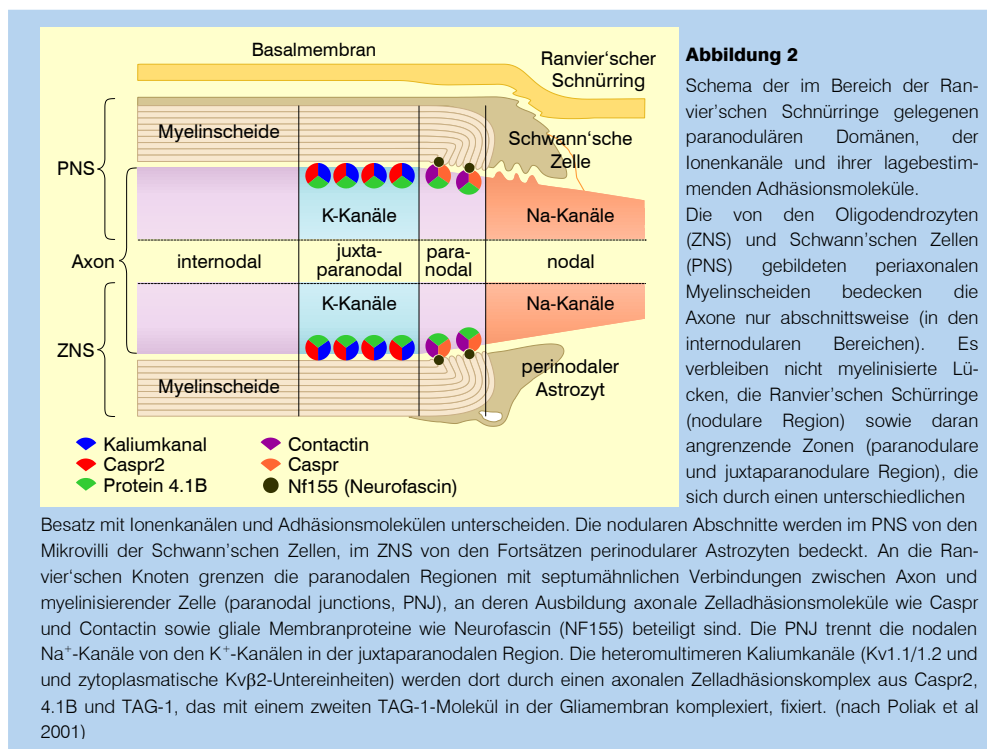 Basalmembran
Ranvier‘scher
Schnürring
Myelinscheide
Schwann‘sche
Zelle
PNS
K-Kanäle
Na-Kanäle
Axon
internodal
juxta-
paranodal
para-
nodal
nodal
K-Kanäle
Na-Kanäle
ZNS
Myelinscheide
perinodaler
Astrozyt
Kaliumkanal
Caspr2
Protein 4.1B
Contactin
Caspr
Nf155 (Neurofascin)
Abbildung 2
Schema der im Bereich der Ran-
vier’schen Schnürringe gelegenen
paranodulären Domänen, der
Ionenkanäle und ihrer lagebestim-
menden Adhäsionsmoleküle.
Die von den Oligodendrozyten
(ZNS) und Schwann’schen Zellen
(PNS) gebildeten periaxonalen
Myelinscheiden bedecken die
Axone nur abschnittsweise (in den
internodularen Bereichen). Es
verbleiben nicht myelinisierte Lü-
cken, die Ranvier’schen Schürringe
(nodulare Region) sowie daran
angrenzende Zonen (paranodulare
und juxtaparanodulare Region), die
sich durch einen unterschiedlichen
Besatz mit Ionenkanälen und Adhäsionsmolekülen unterscheiden. Die nodularen Abschnitte werden im PNS von den
Mikrovilli der Schwann’schen Zellen, im ZNS von den Fortsätzen perinodularer Astrozyten bedeckt. An die Ran-
vier’schen Knoten grenzen die paranodalen Regionen mit septumähnlichen Verbindungen zwischen Axon und
myelinisierender Zelle (paranodal junctions, PNJ), an deren Ausbildung axonale Zelladhäsionsmoleküle wie Caspr
und Contactin sowie gliale Membranproteine wie Neurofascin (NF155) beteiligt sind. Die PNJ trennt die nodalen
Na⁺-Kanäle von den K⁺-Kanälen in der juxtaparanodalen Region. Die heteromultimeren Kaliumkanäle (Kv1.1/1.2 und
und zytoplasmatische Kvβ2-Untereinheiten) werden dort durch einen axonalen Zelladhäsionskomplex aus Caspr2,
4.1B und TAG-1, das mit einem zweiten TAG-1-Molekül in der Gliamembran komplexiert, fixiert. (nach Poliak et al
2001)